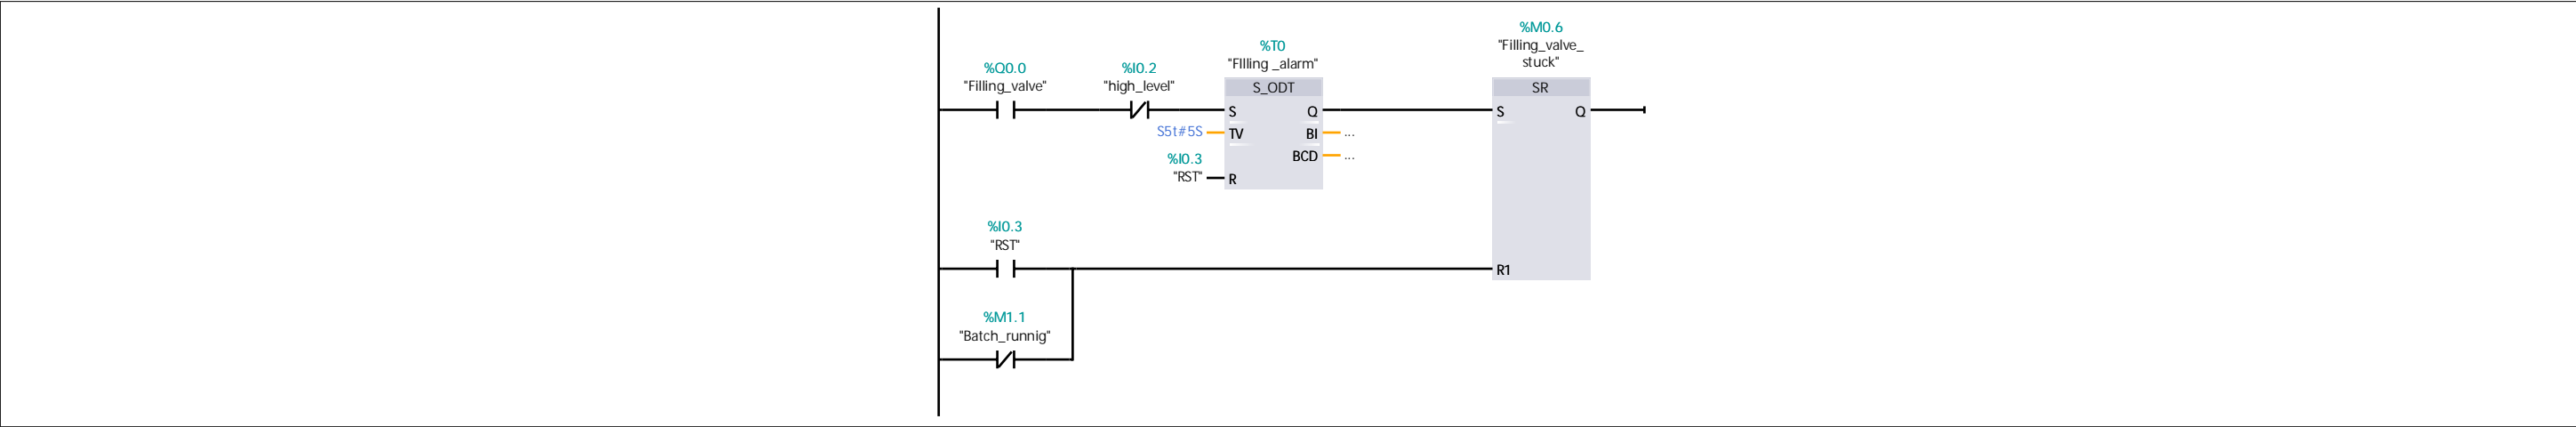 %M0.6
"Filling_valve_
stuck"
%T0
"FIlling _alarm"
%Q0.0
"Filling_valve"
%I0.2
"high_level"
S_ODT
SR
S
Q
S
Q
S5t#5S
TV
BI
...
%I0.3
BCD
...
"RST"
R
%I0.3
"RST"
R1
%M1.1
"Batch_runnig"